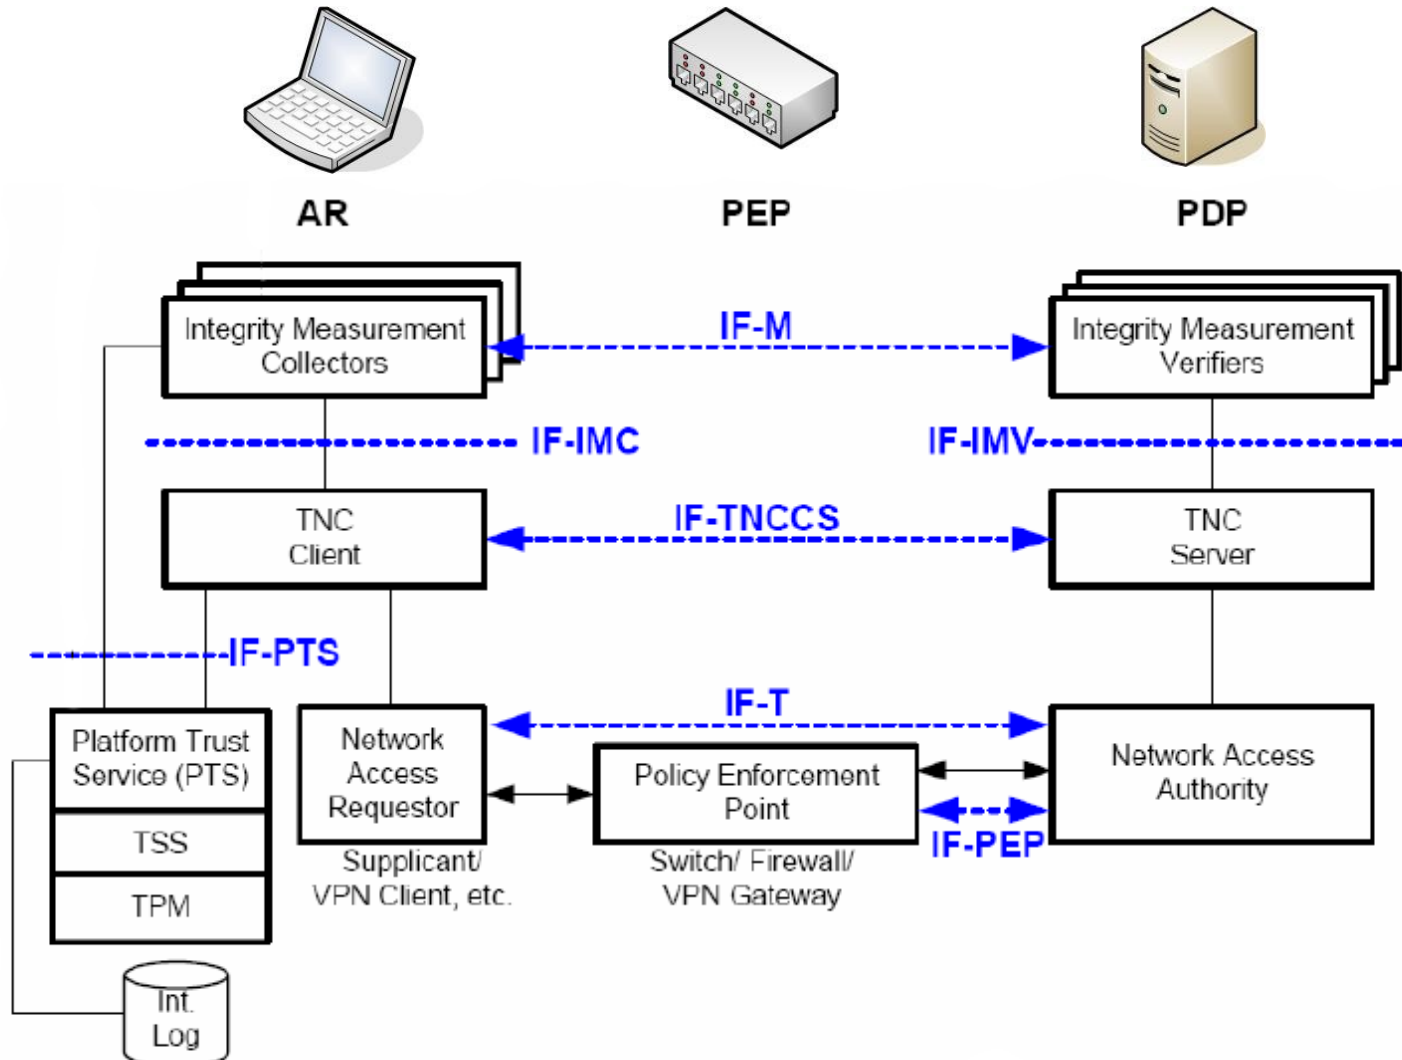 AR
PEP
PDP
Integrity Measurement
Collectors
IF-M
Integrity Measurement
Verifiers
IF-IMC
IF-IMV
TNC
Client
IF-TNCCS
TNC
Server
IF-PTS
IF-T
Platform Trust
Service (PTS)
TSS
TPM
Network
Access
Requestor
Policy Enforcement
Point
Network Access
Authority
IF-PEP
Supplicant/
VPN Client, etc.
Switch/ Firewall/
VPN Gateway
Int.
Log